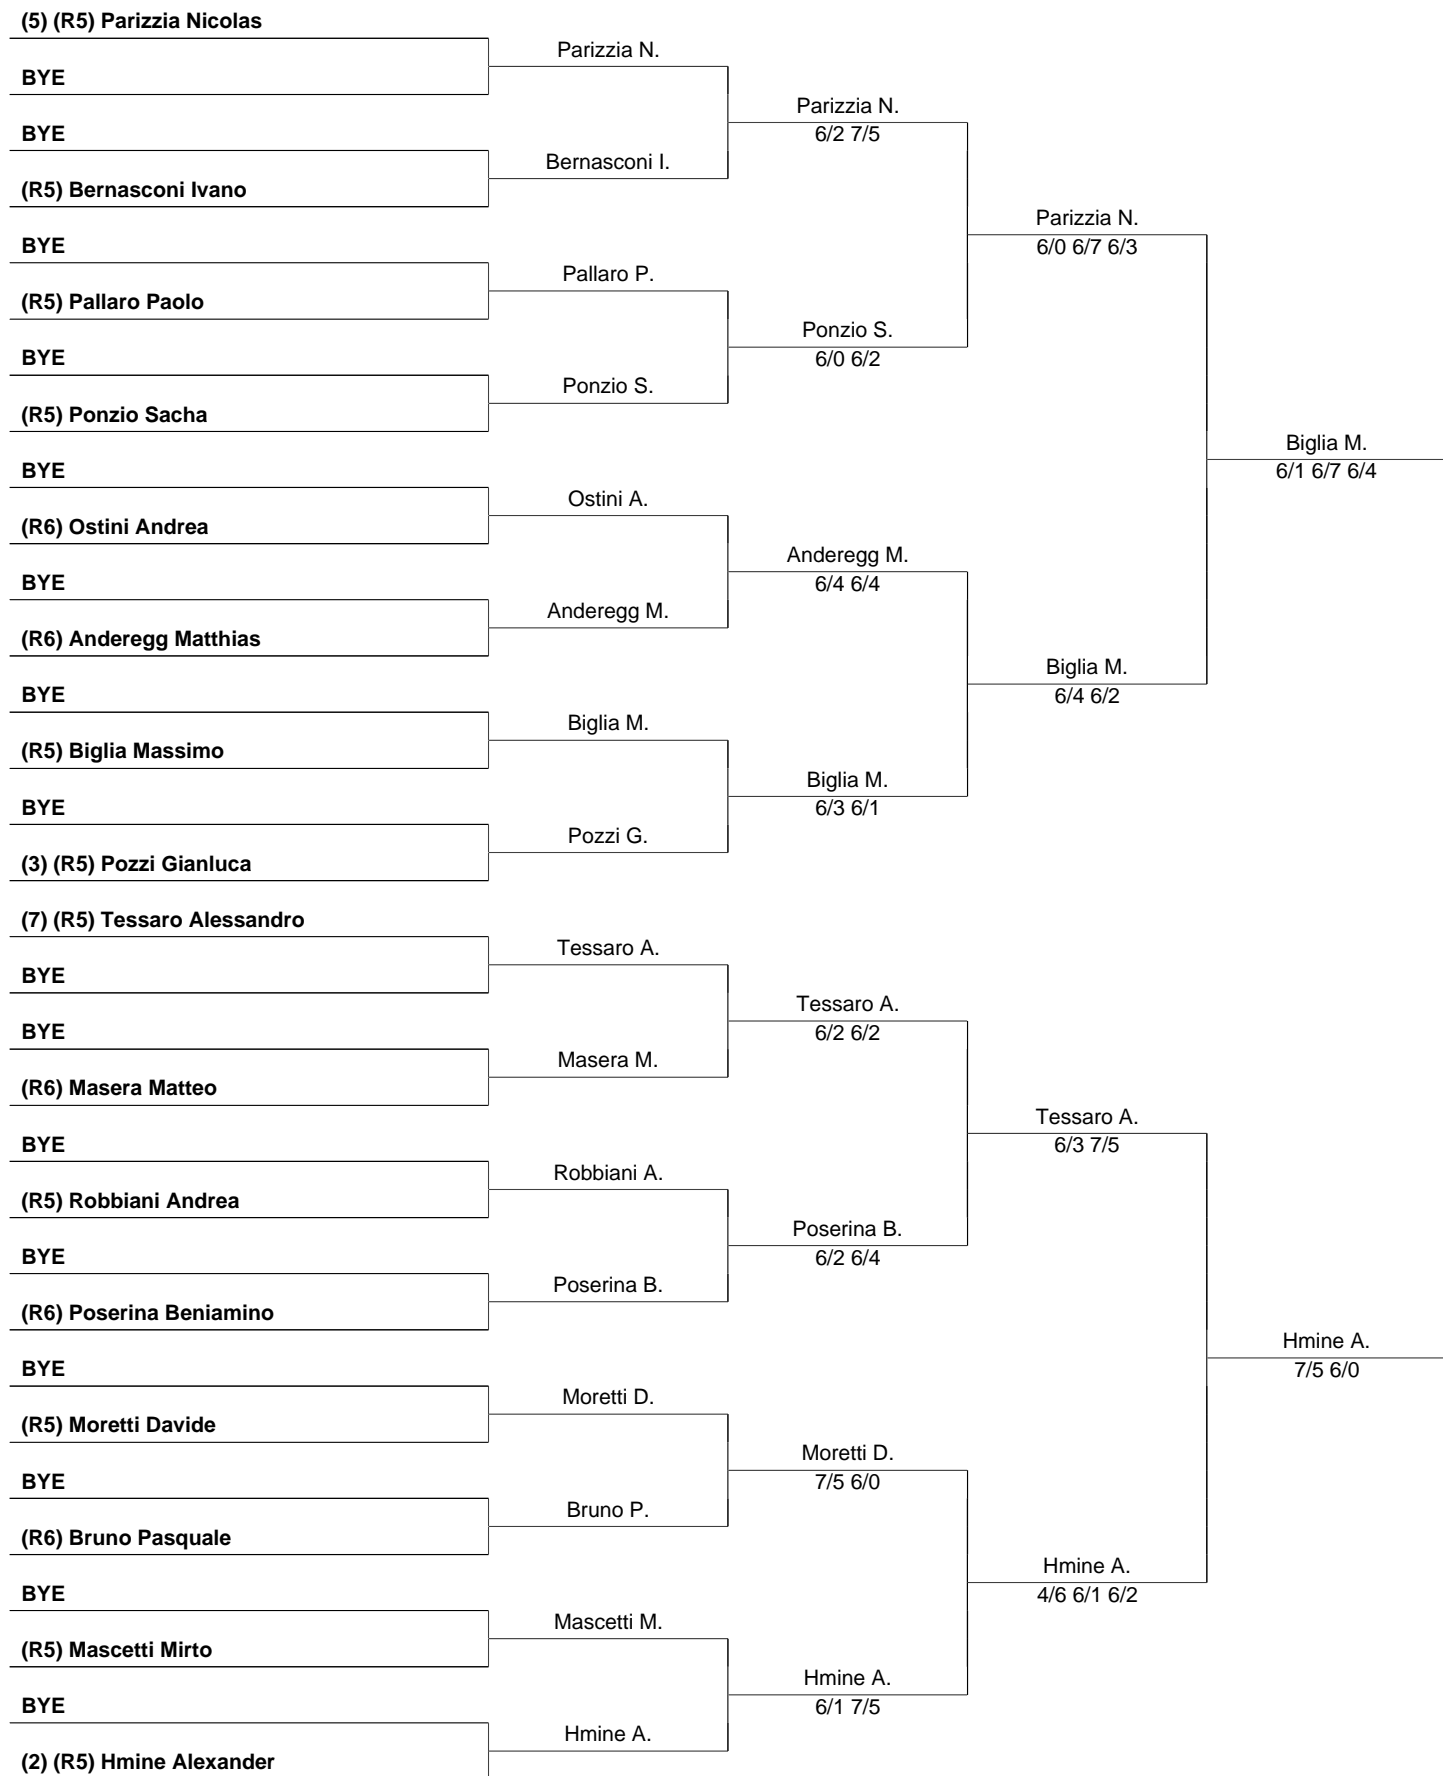 (5) (R5) Parizzia Nicolas
Parizzia N.
BYE
Parizzia N.
6/2 7/5
BYE
Bernasconi I.
(R5) Bernasconi Ivano
Parizzia N.
6/0 6/7 6/3
BYE
Pallaro P.
(R5) Pallaro Paolo
Ponzio S.
6/0 6/2
BYE
Ponzio S.
(R5) Ponzio Sacha
Biglia M.
6/1 6/7 6/4
BYE
Ostini A.
(R6) Ostini Andrea
Anderegg M.
6/4 6/4
BYE
Anderegg M.
(R6) Anderegg Matthias
Biglia M.
6/4 6/2
BYE
Biglia M.
(R5) Biglia Massimo
Biglia M.
6/3 6/1
BYE
Pozzi G.
(3) (R5) Pozzi Gianluca
(7) (R5) Tessaro Alessandro
Tessaro A.
BYE
Tessaro A.
6/2 6/2
BYE
Masera M.
(R6) Masera Matteo
Tessaro A.
6/3 7/5
BYE
Robbiani A.
(R5) Robbiani Andrea
Poserina B.
6/2 6/4
BYE
Poserina B.
(R6) Poserina Beniamino
Hmine A.
7/5 6/0
BYE
Moretti D.
(R5) Moretti Davide
Moretti D.
7/5 6/0
BYE
Bruno P.
(R6) Bruno Pasquale
Hmine A.
4/6 6/1 6/2
BYE
Mascetti M.
(R5) Mascetti Mirto
Hmine A.
6/1 7/5
BYE
Hmine A.
(2) (R5) Hmine Alexander